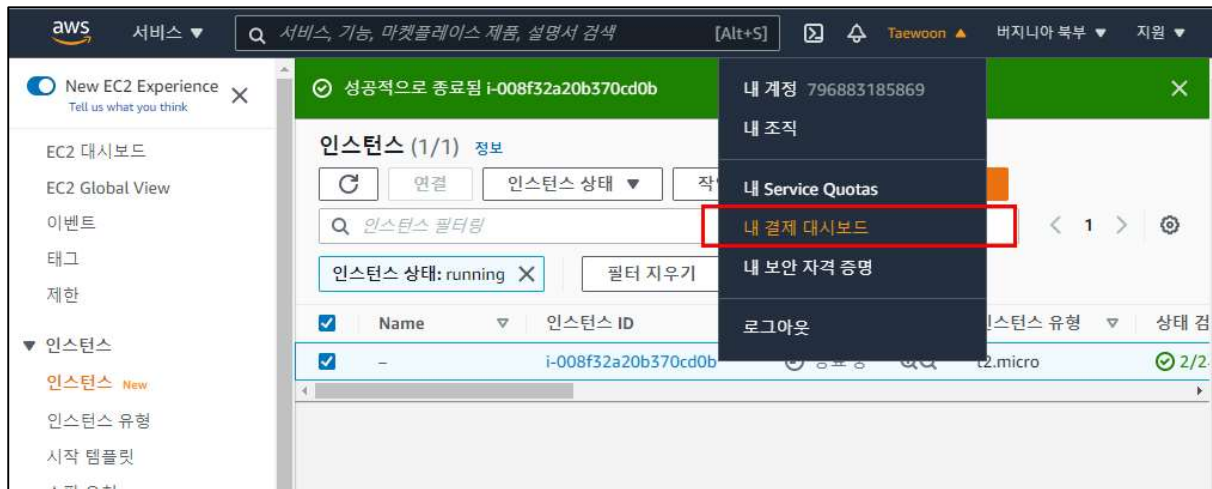 aws 서비스 ▼ 서비스, 기능, 마켓플레이스 제품, 설명서 검색 [Alt+S] Taewoon ▲ 버지니아 북부 ▼ 지원 ▼
New EC2 Experience
Tell us what you think
EC2 대시보드
EC2 Global View
이벤트
태그
제한
▼ 인스턴스
인스턴스 New
인스턴스 유형
시작 템플릿
성공적으로 종료됨 i-008f32a20b370cd0b
인스턴스 (1/1) 정보
연결 인스턴스 상태 ▼
인스턴스 필터링 < 1 >
인스턴스 상태: running 필터 지우기
Name 인스턴스 ID 인스턴스 유형 상태 검
– i-008f32a20b370cd0b t2.micro 2/2
내 계정 796883185869
내 조직
내 Service Quotas
내 결제 대시보드
내 보안 자격 증명
로그아웃